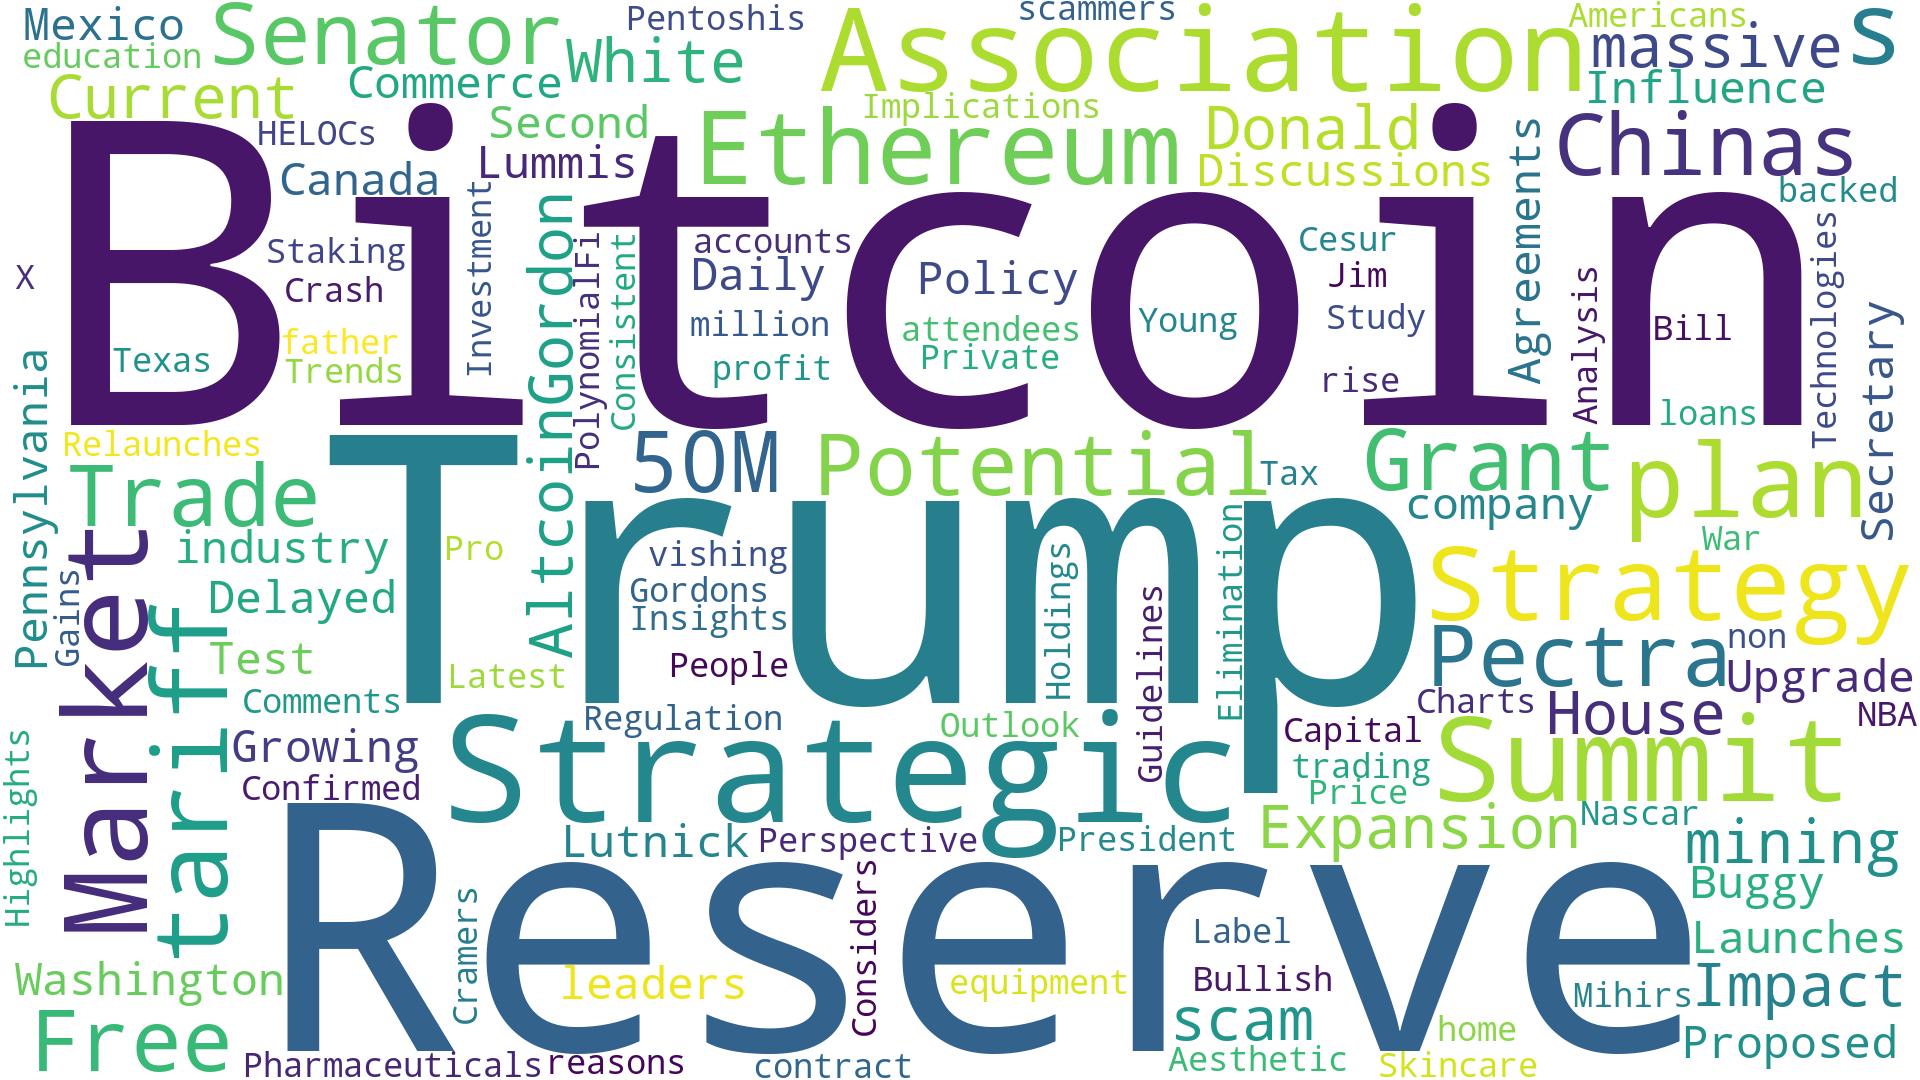 Mexico
Senator
Pentoshis
scammers
Association
Americans
massive
s
education
Commerce
White
Current
Implications
Influence
HELOCs
Second
Ethereum
Donald
Chinas
Canada
Lummis
Discussions
Agreements
backed
Bitcoin
X
Staking
Crash
father
Trends
Texas
Investment
AltcoinGordon
PolynomialFi
Consistent
accounts
Daily
million
profit
Policy
attendees
Private
Young
Cesur
Jim
Study
rise
Analysis
Bill
loans
Technologies
Secretary
Pennsylvania
Relaunches
Trade
50M
Potential
Tax
Grant
plan
company
War
industry
Trump
Pro
vishing
Gordons
Insights
People
Holdings
Guidelines
Elimination
Strategy
Market
Gains
tariff
Delayed
Test
Latest
Comments
Pectra
non
Upgrade
Charts
House
NBA
Growing
Confirmed
Regulation
Strategic
Outlook
Capital
trading
Price
Summit
Highlights
Lutnick
Perspective
President
Expansion
Nascar
mining
Buggy
Reserve
Cramers
Considers
leaders
equipment
Label
Bullish
Launches
Washington
Mihirs
Impact
Free
scam
home
Proposed
Pharmaceuticals
reasons
contract
Aesthetic
Skincare